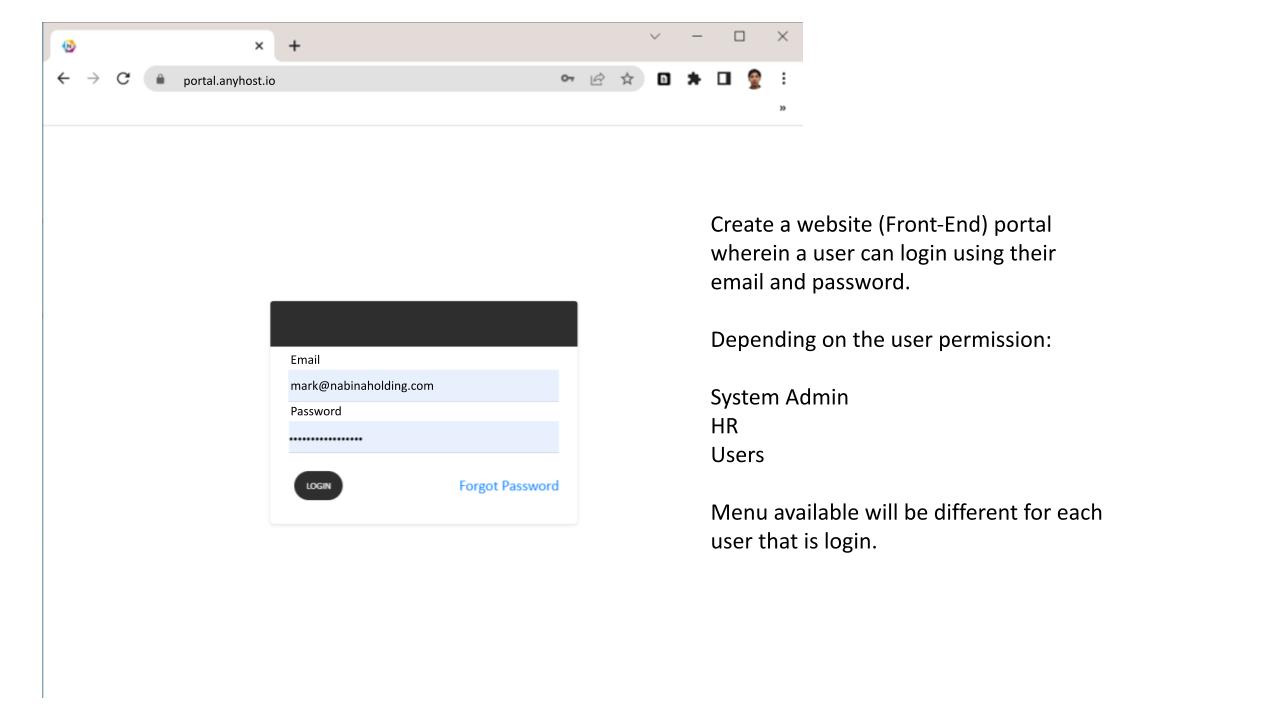 portal.anyhost.io
»
Create a website (Front-End) portal
wherein a user can login using their
email and password.
Depending on the user permission:
System Admin
HR
Users
Menu available will be different for each
user that is login.
Email
mark@nabinaholding.com
Password
•••••••••••••••••
LOGIN
Forgot Password